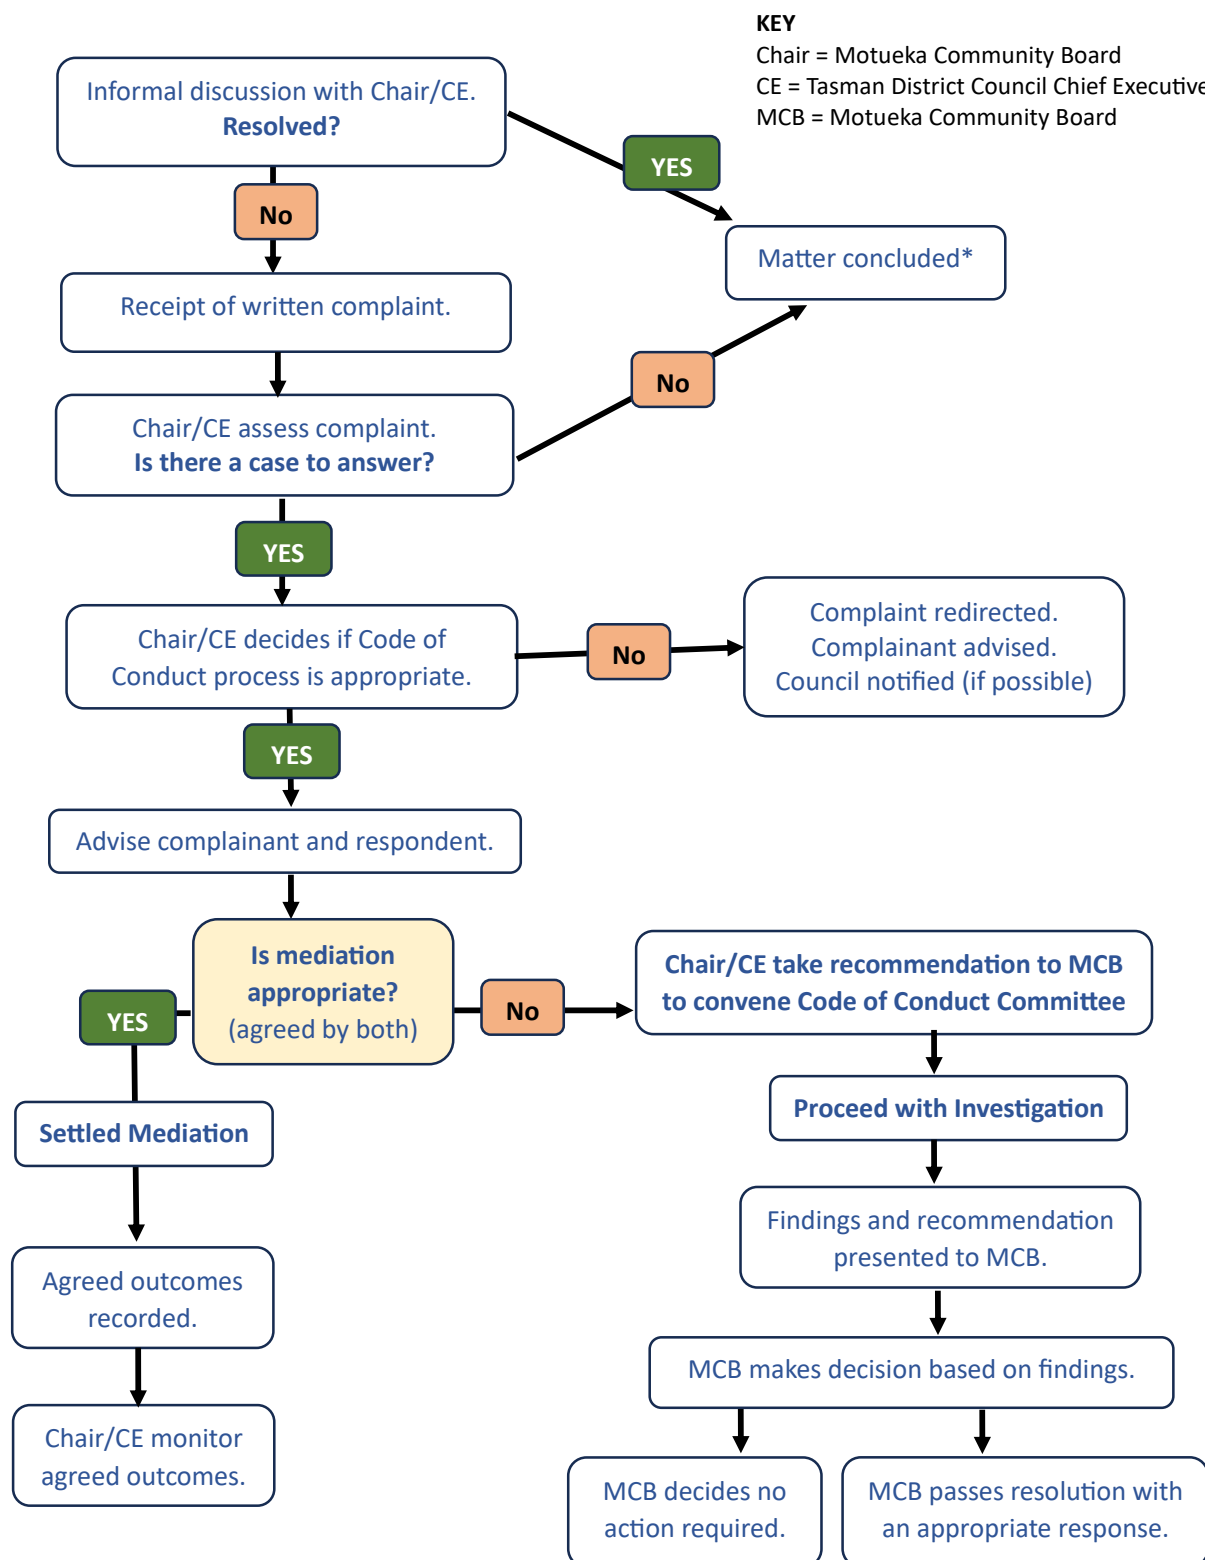 KEY
Chair = Motueka Community Board
CE = Tasman District Council Chief Executive
MCB = Motueka Community Board
Informal discussion with Chair/CE.
Resolved?
YES
No
Matter concluded*
Receipt of written complaint.
No
Chair/CE assess complaint.
Is there a case to answer?
YES
Chair/CE decides if Code of
Conduct process is appropriate.
No
Complaint redirected.
Complainant advised.
Council notified (if possible)
YES
Advise complainant and respondent.
Is mediation
appropriate?
(agreed by both)
YES
No
Chair/CE take recommendation to MCB
to convene Code of Conduct Committee
Settled Mediation
Proceed with Investigation
Agreed outcomes
recorded.
Findings and recommendation
presented to MCB.
Chair/CE monitor
agreed outcomes.
MCB makes decision based on findings.
MCB decides no
action required.
MCB passes resolution with
an appropriate response.